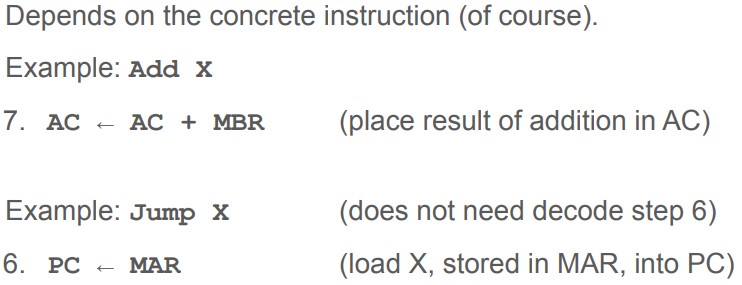 Depends on the concrete instruction (of course).
Example: Add X
7. AC ← AC + MBR (place result of addition in AC)
Example: Jump X (does not need decode step 6)
6. PC ← MAR (load X, stored in MAR, into PC)